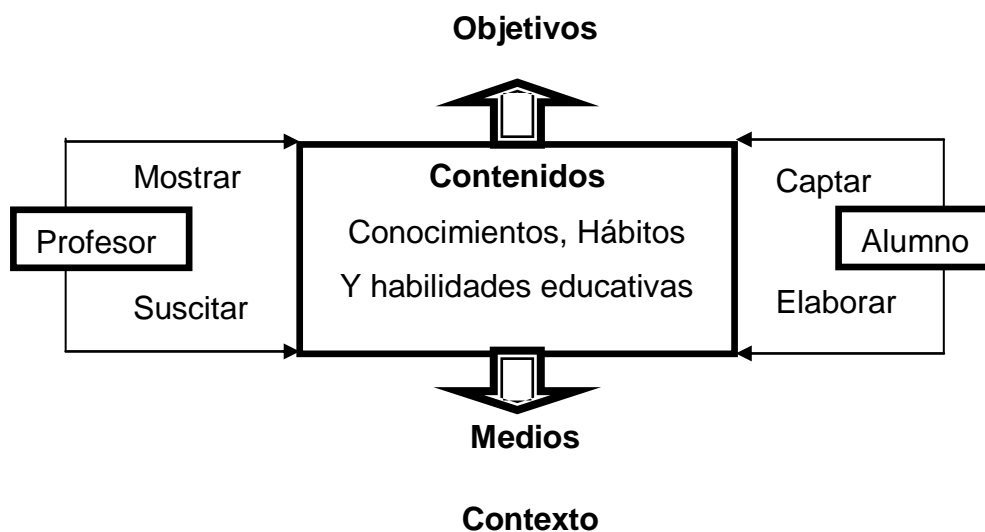 Objetivos
Mostrar
Contenidos
Captar
Profesor
Conocimientos, Hábitos
Alumno
Y habilidades educativas
Suscitar
Elaborar
Medios
Contexto